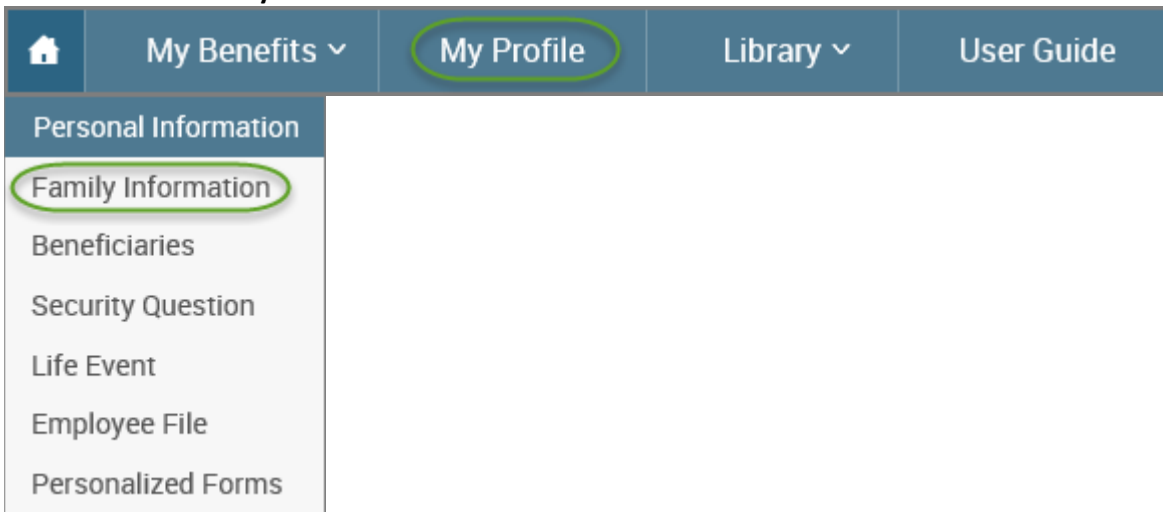 My Benefits My Profile Library User Guide
Personal Information
Family Information
Beneficiaries
Security Question
Life Event
Employee File
Personalized Forms